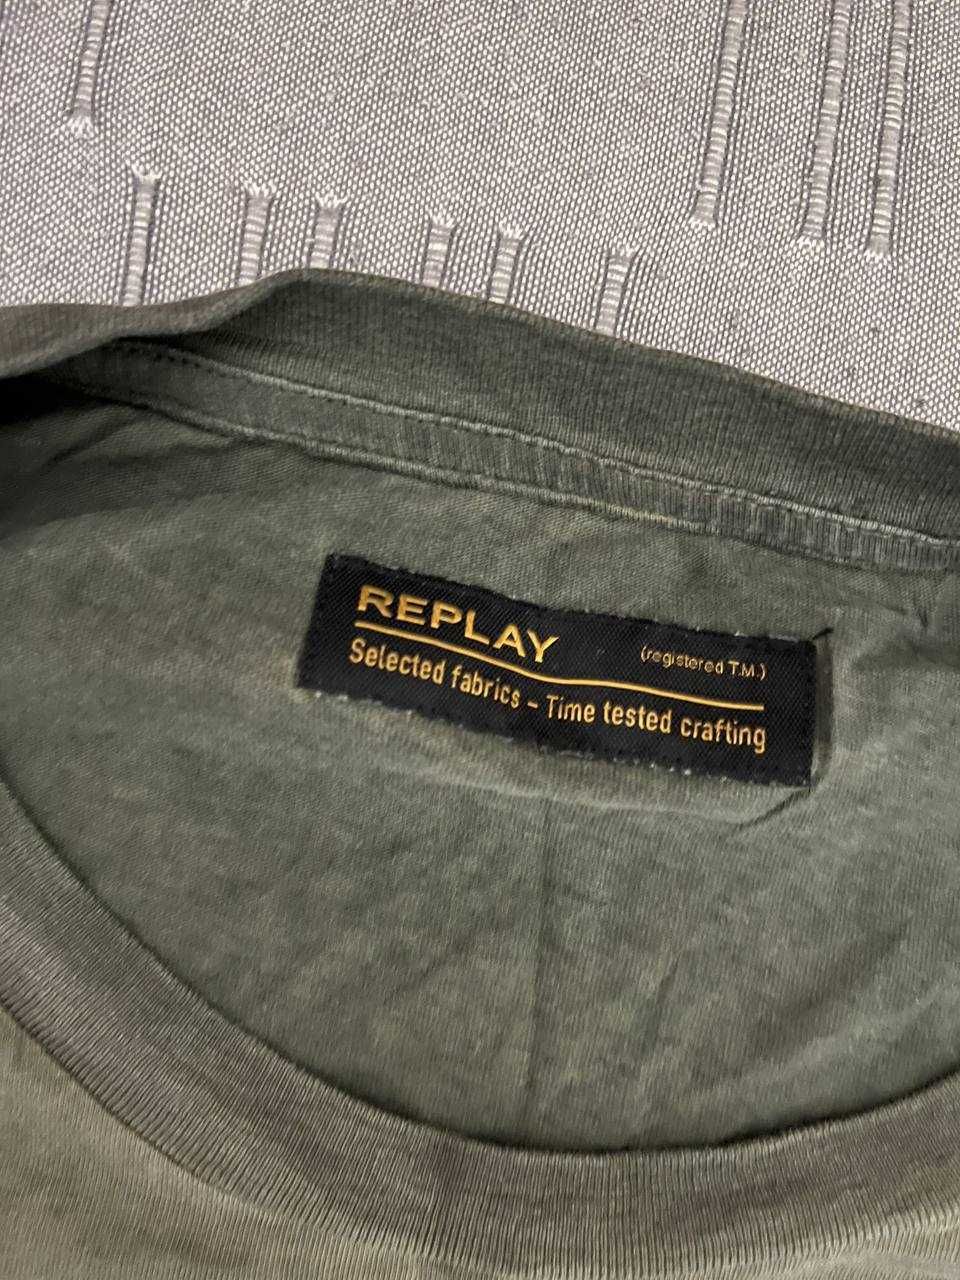 REPLAY
(registered T.M.)
Selected fabrics - Time tested crafting